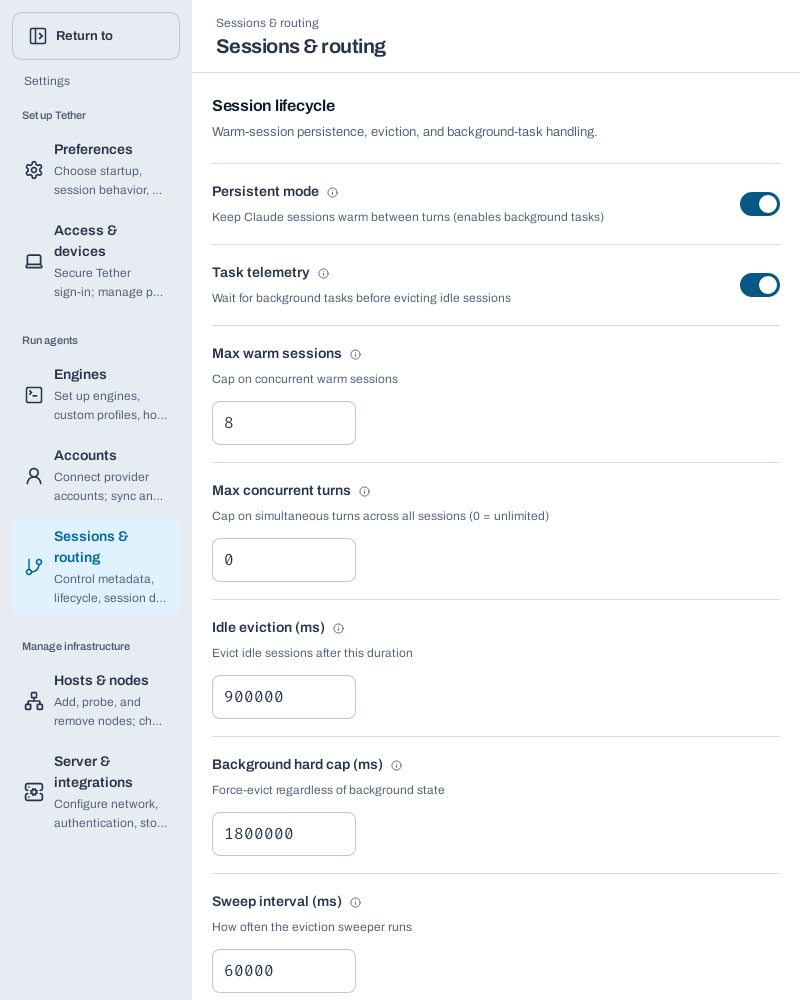 Return to
Settings
Set up Tether
Preferences
Choose startup,
session behavior, ...
Access &
devices
Secure Tether
sign-in; manage p...
Run agents
Engines
Set up engines,
custom profiles, ho...
Accounts
Connect provider
accounts; sync an...
Sessions &
routing
Control metadata,
lifecycle, session d...
Manage infrastructure
Hosts & nodes
Add, probe, and
remove nodes; ch...
Server &
integrations
Configure network,
authentication, sto...
Sessions & routing
Sessions & routing
Session lifecycle
Warm-session persistence, eviction, and background-task handling.
Persistent mode
Keep Claude sessions warm between turns (enables background tasks)
Task telemetry
Wait for background tasks before evicting idle sessions
Max warm sessions
Cap on concurrent warm sessions
8
Max concurrent turns
Cap on simultaneous turns across all sessions (0 = unlimited)
0
Idle eviction (ms)
Evict idle sessions after this duration
900000
Background hard cap (ms)
Force-evict regardless of background state
1800000
Sweep interval (ms)
How often the eviction sweeper runs
60000